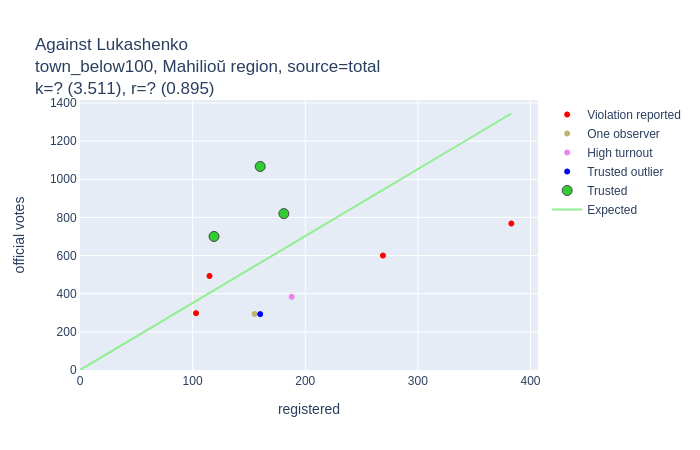 Against Lukashenko
town_below100, Mahilioŭ region, source=total
k=? (3.511), r=? (0.895)
1400
1200
1000
800
600
400
200
0
official votes
0
100
200
300
400
registered
Violation reported
One observer
High turnout
Trusted outlier
Trusted
Expected